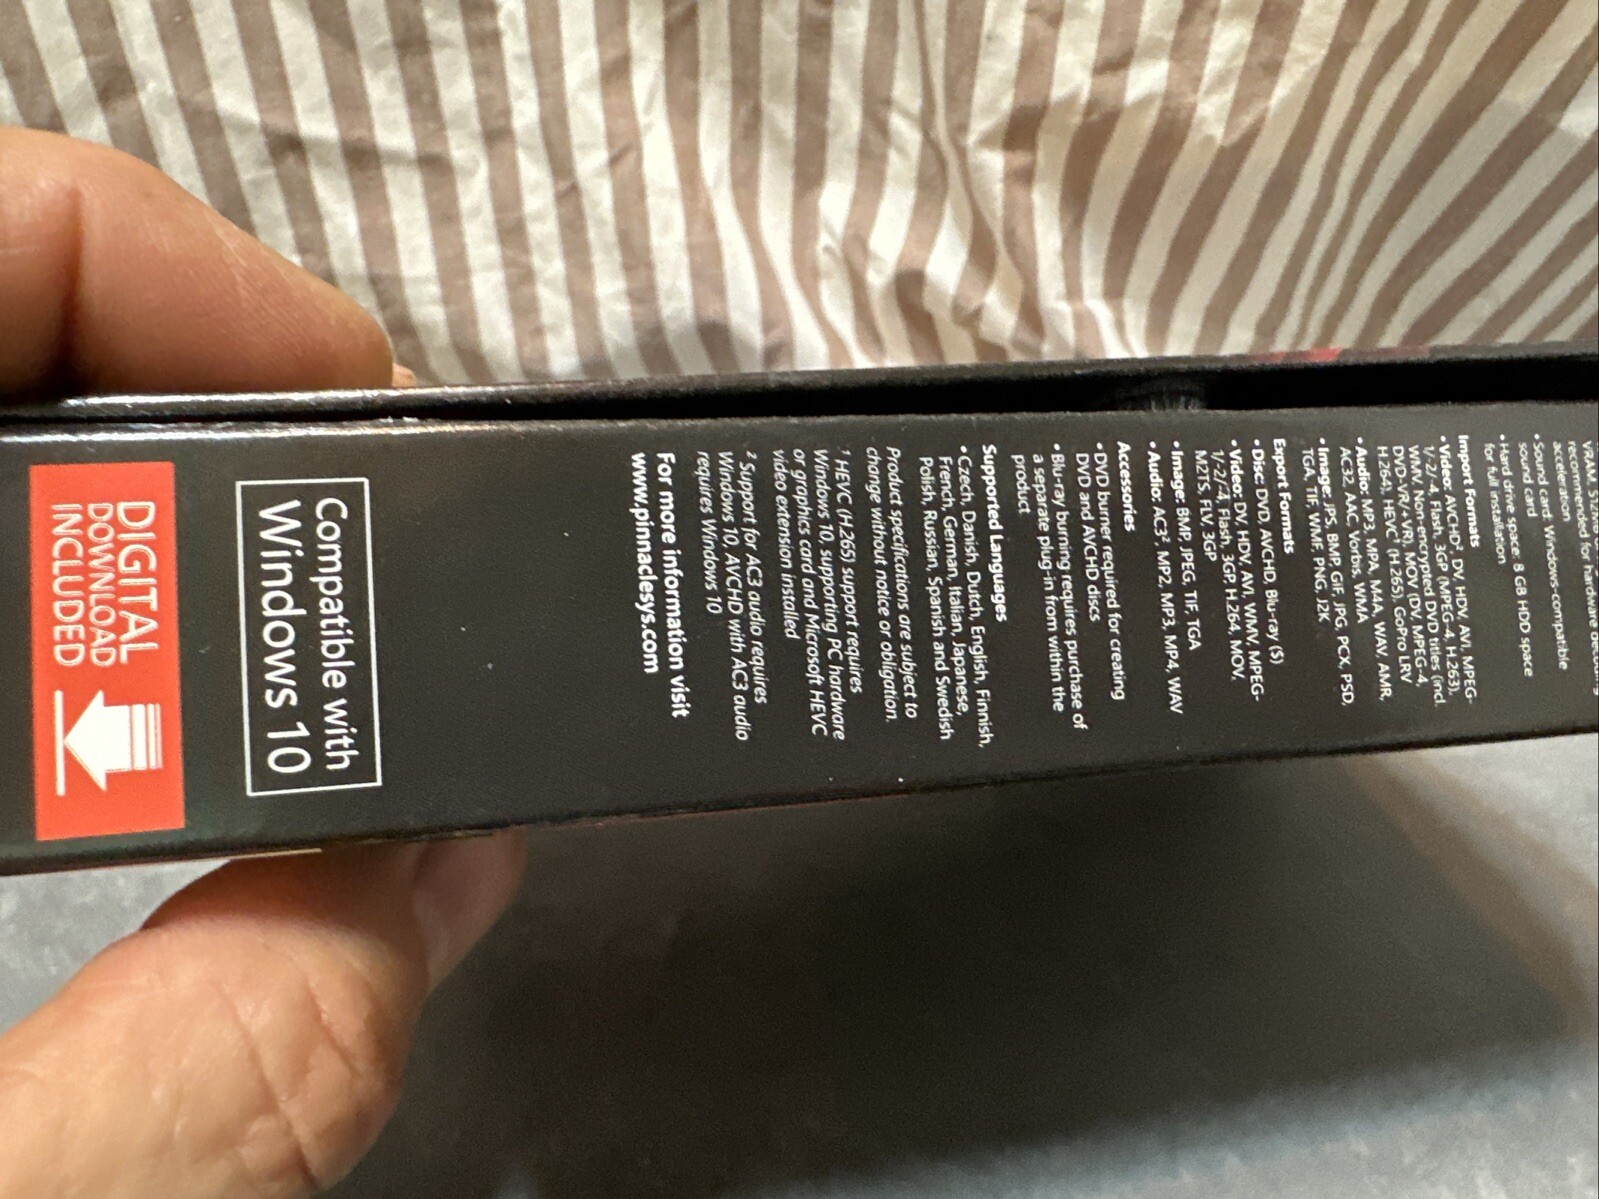 VRAM, 512MB
recommended for hardware decoding
acceleration
• Sound card: Windows-compatible
sound card
• Hard drive space: 8 GB HDD space
for full installation
Import Formats
• Video: AVCHD², DV, HDV, AVI, MPEG-
1/-2/-4, Flash, 3GP (MPEG-4, H.263),
WMV, Non-encrypted DVD titles (incl.
DVD-VR/+VR), MOV (DV, MPEG-4,
H.264), HEVC¹ (H.265), GoPro LRV
• Audio: MP3, MPA, M4A, WAV, AMR,
AC32, AAC, Vorbis, WMA
• Image: JPS, BMP, GIF, JPG, PCX, PSD,
TGA, TIF, WMF, PNG, J2K
Export Formats
• Disc: DVD, AVCHD, Blu-ray ($)
• Video: DV, HDV, AVI, WMV, MPEG-
1/-2/-4, Flash, 3GP, H.264, MOV,
M2TS, FLV, 3GP
• Image: BMP, JPEG, TIF, TGA
• Audio: AC3², MP2, MP3, MP4, WAV
Accessories
• DVD burner required for creating
DVD and AVCHD discs
• Blu-ray burning requires purchase of
a separate plug-in from within the
product
Supported Languages
• Czech, Danish, Dutch, English, Finnish,
French, German, Italian, Japanese,
Polish, Russian, Spanish and Swedish
Product specifications are subject to
change without notice or obligation.
¹ HEVC (H.265) support requires
Windows 10, supporting PC hardware
or graphics card and Microsoft HEVC
video extension installed
² Support for AC3 audio requires
Windows 10, AVCHD with AC3 audio
requires Windows 10
For more information visit
www.pinnaclesys.com
Compatible with
Windows 10
DIGITAL
DOWNLOAD
INCLUDED